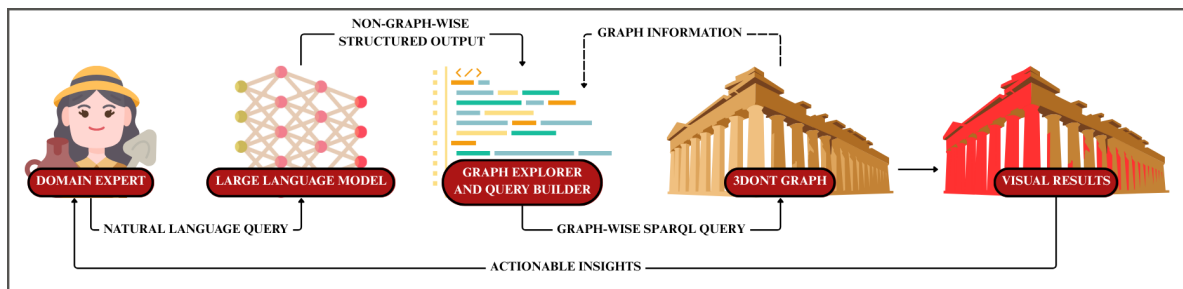 NON-GRAPH-WISE
STRUCTURED OUTPUT
GRAPH INFORMATION
</>
DOMAIN EXPERT
LARGE LANGUAGE MODEL
GRAPH EXPLORER
AND QUERY BUILDER
3DONT GRAPH
VISUAL RESULTS
NATURAL LANGUAGE QUERY
GRAPH-WISE SPARQL QUERY
ACTIONABLE INSIGHTS